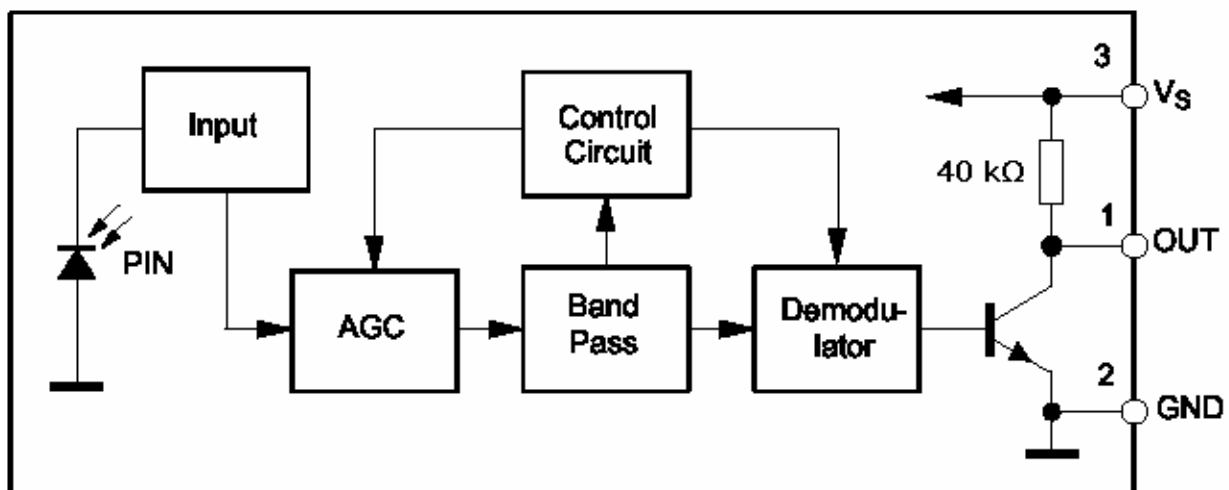 Input
Control
Circuit
3
VS
40 kΩ
PIN
1
OUT
AGC
Band
Pass
Demodu-
lator
2
GND